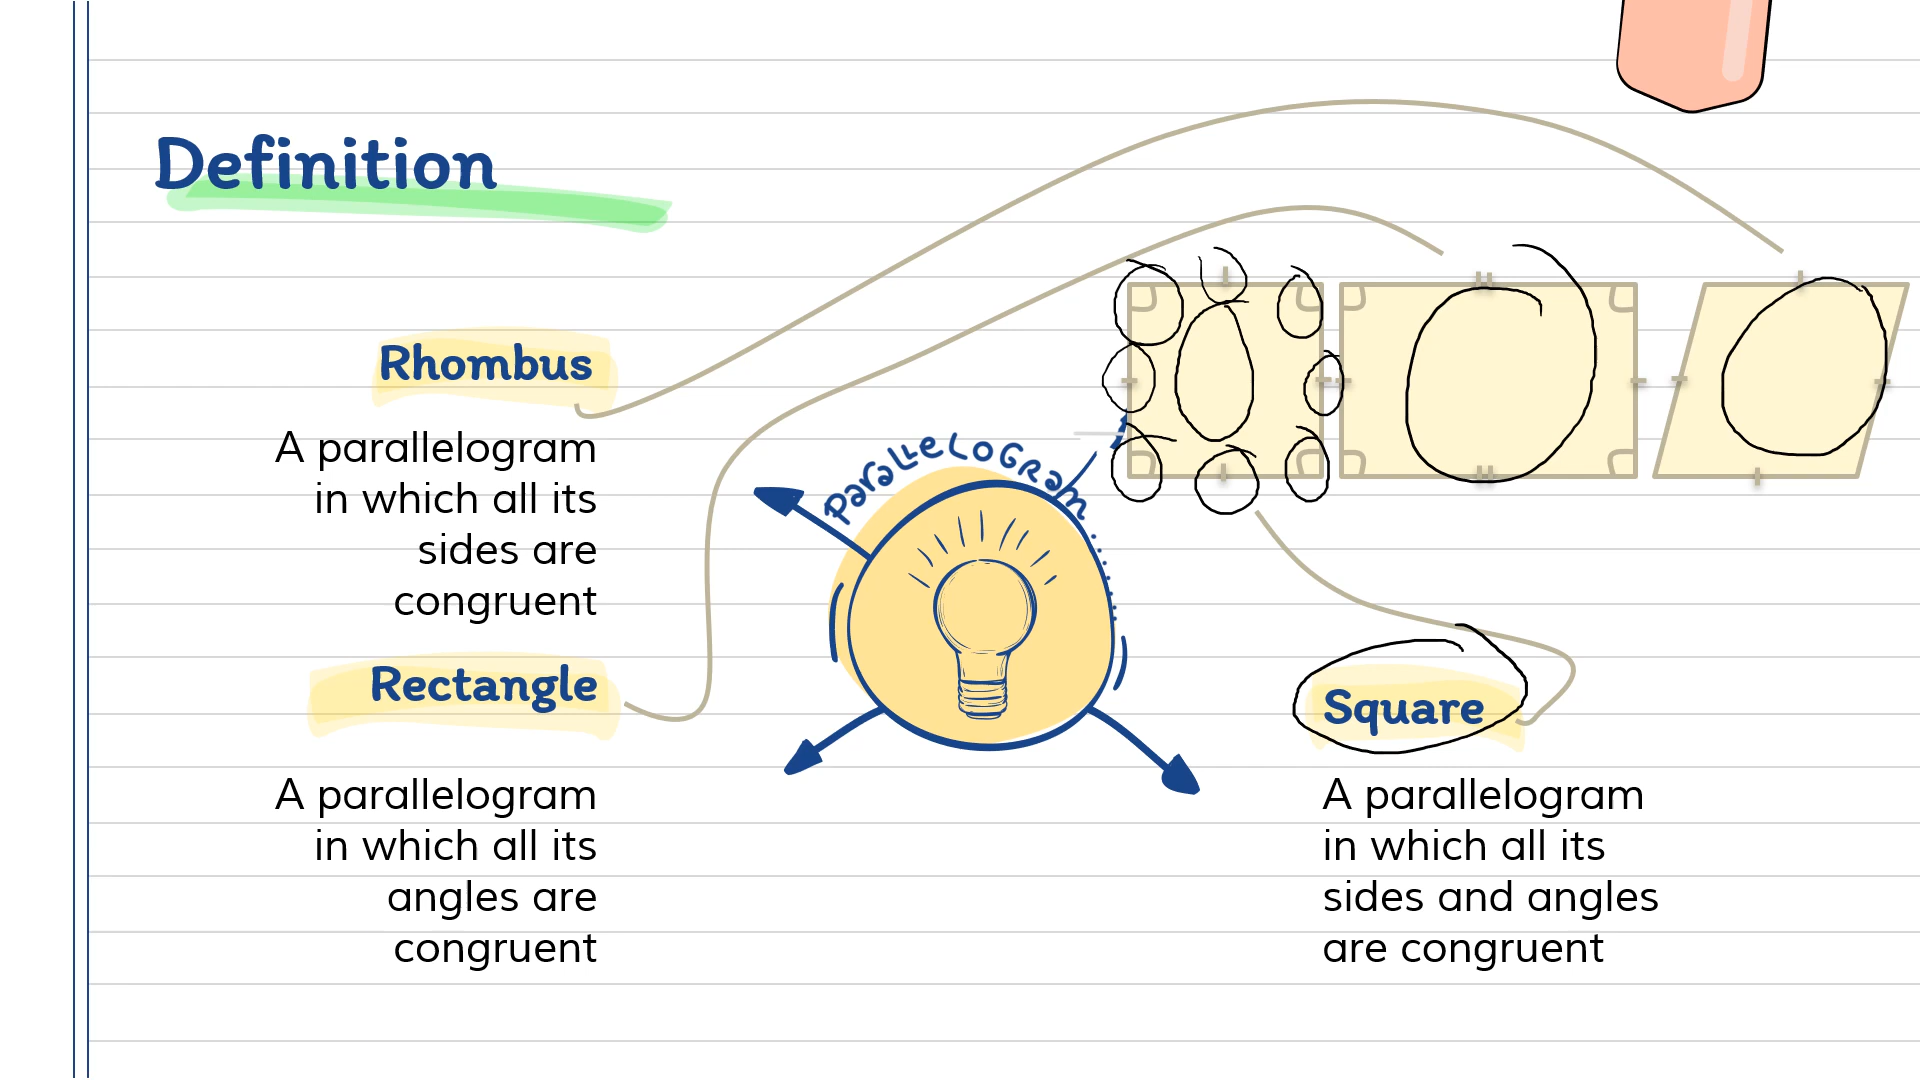 Definition
Rhombus
A parallelogram
in which all its
sides are
congruent
Rectangle
A parallelogram
in which all its
angles are
congruent
ParaLLeLOGRam......
Square
A parallelogram
in which all its
sides and angles
are congruent